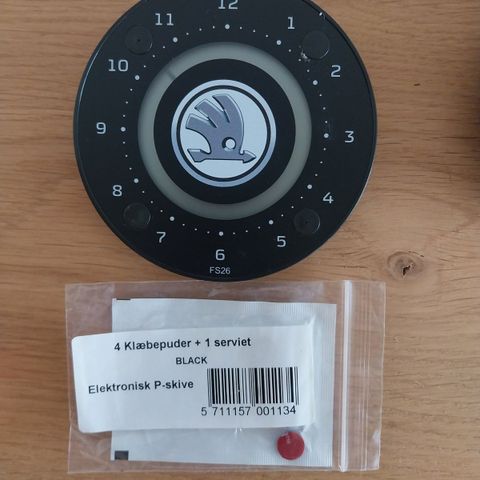 12
1
2
3
4
5
6
7
8
9
10
11
FS26
4 Klæbepuder + 1 serviet
BLACK
Elektronisk P-skive
5 711157 001134